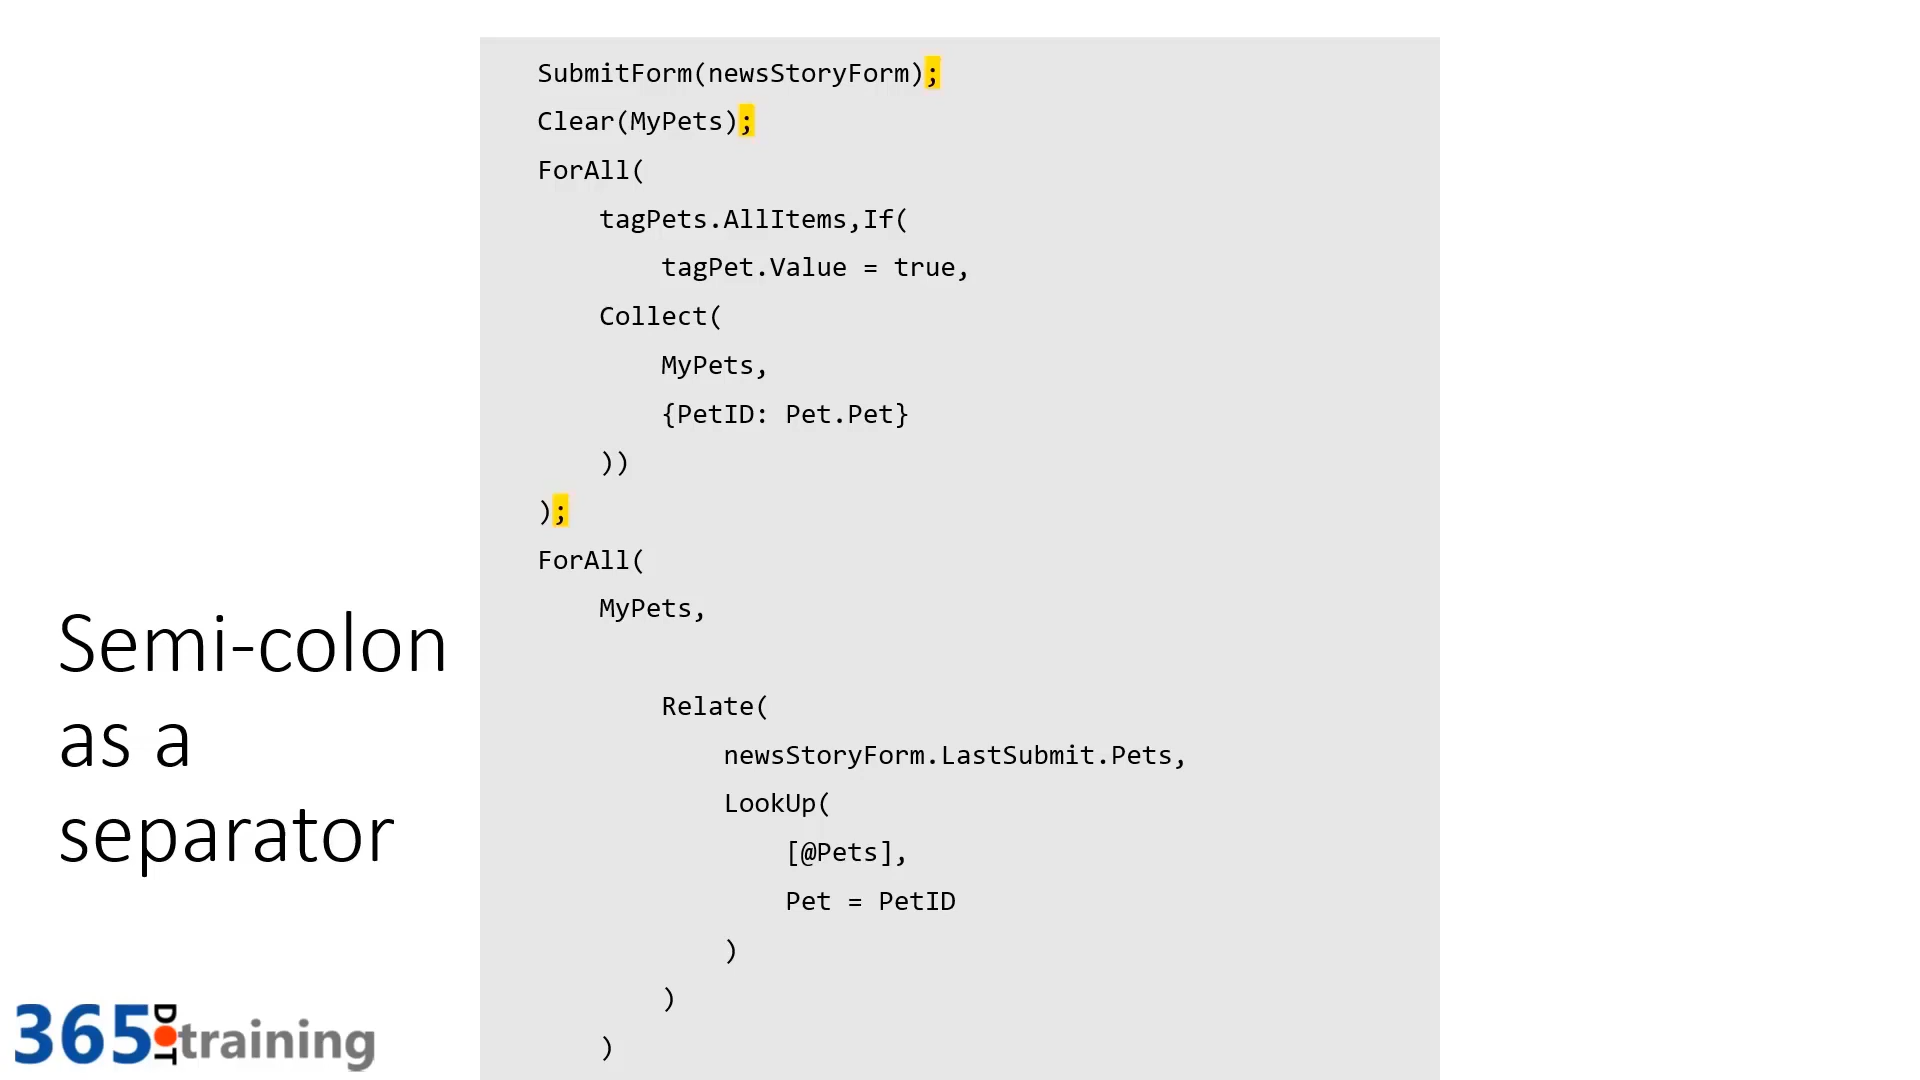 Semi-colon
as a
separator
SubmitForm(newsStoryForm);
Clear(MyPets);
ForAll(
    tagPets.AllItems,If(
        tagPet.Value = true,
    Collect(
        MyPets,
        {PetID: Pet.Pet}
    ))
);
ForAll(
    MyPets,
        Relate(
            newsStoryForm.LastSubmit.Pets,
            LookUp(
                [@Pets],
                Pet = PetID
            )
        )
    )
365DOTtraining